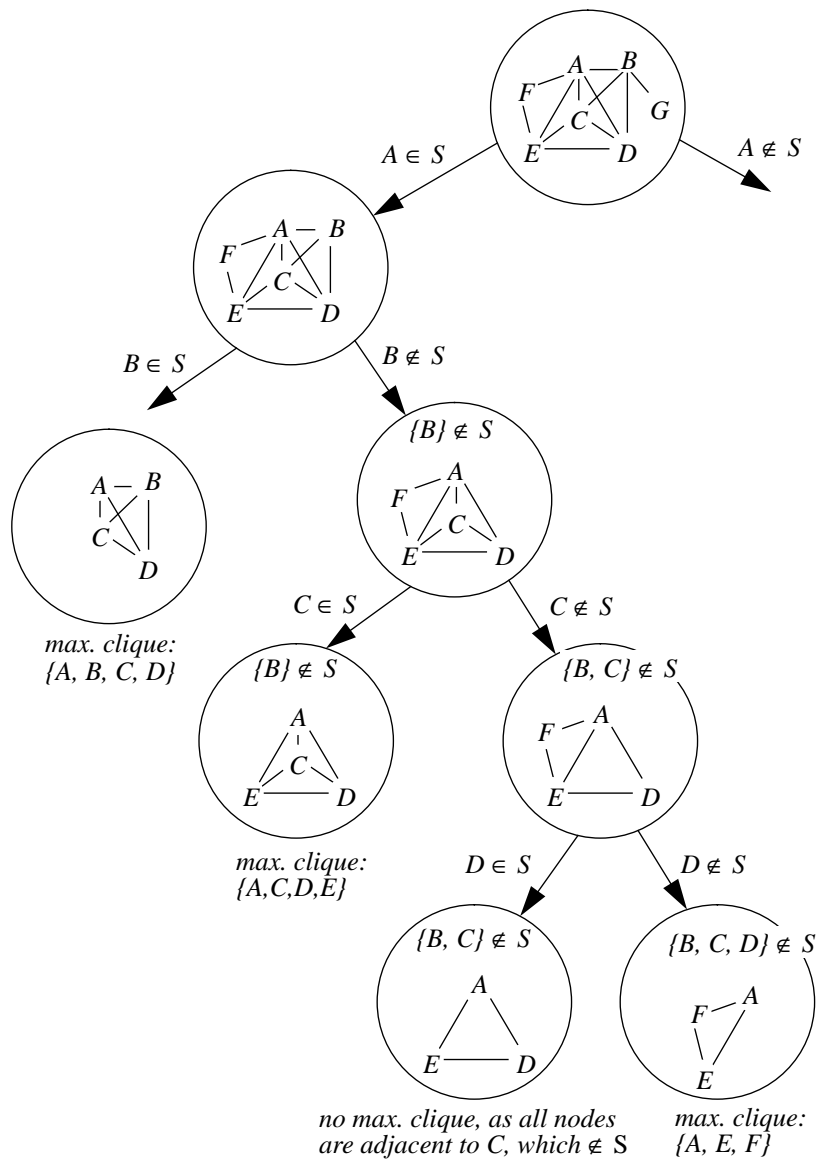 A B
F
G
C
E D
A ∈ S
A ∉ S
A B
F
C
E D
B ∈ S
B ∉ S
{B} ∉ S
A
F
C
E D
A B
C
D
max. clique:
{A, B, C, D}
C ∈ S
C ∉ S
{B} ∉ S
A
C
E D
max. clique:
{A,C,D,E}
{B, C} ∉ S
A
F
E D
D ∈ S
D ∉ S
{B, C} ∉ S
A
E D
no max. clique, as all nodes
are adjacent to C, which ∉ S
{B, C, D} ∉ S
A
F
E
max. clique:
{A, E, F}